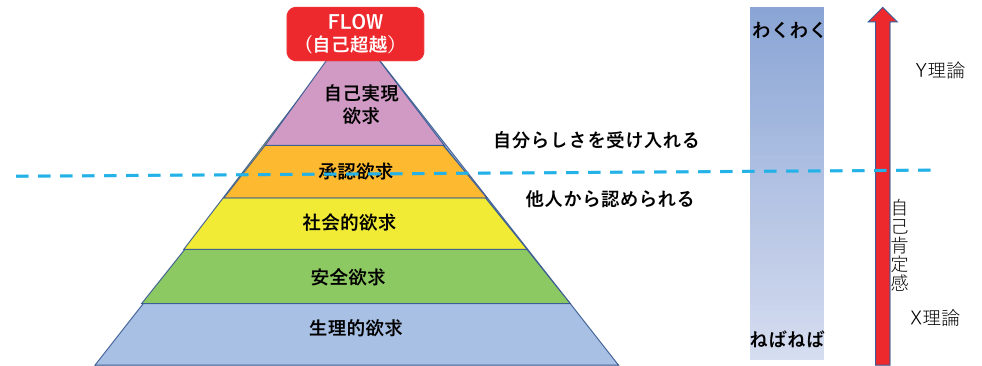 FLOW
(自己超越)
自己実現
欲求
承認欲求
社会的欲求
安全欲求
生理的欲求
自分らしさを受け入れる
他人から認められる
わくわく
ねばねば
Y理論
自己肯定感
X理論